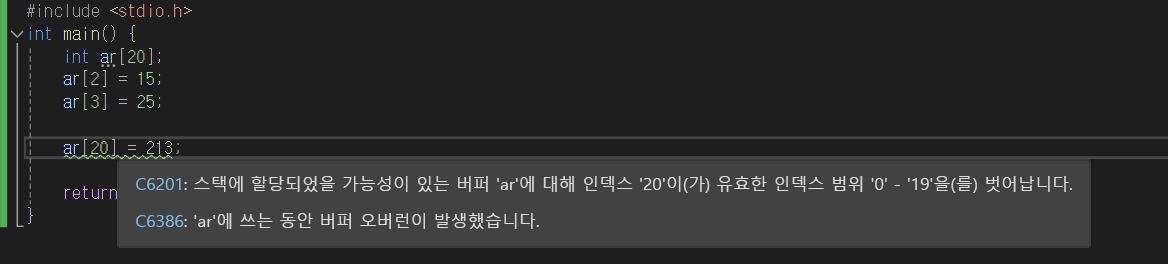 #include <stdio.h>
int main() {
int ar[20];
ar[2] = 15;
ar[3] = 25;
ar[20] = 213;
C6201: 스택에 할당되었을 가능성이 있는 버퍼 'ar'에 대해 인덱스 '20'이(가) 유효한 인덱스 범위 '0' - '19'을(를) 벗어납니다.
return
C6386: 'ar'에 쓰는 동안 버퍼 오버런이 발생했습니다.
}